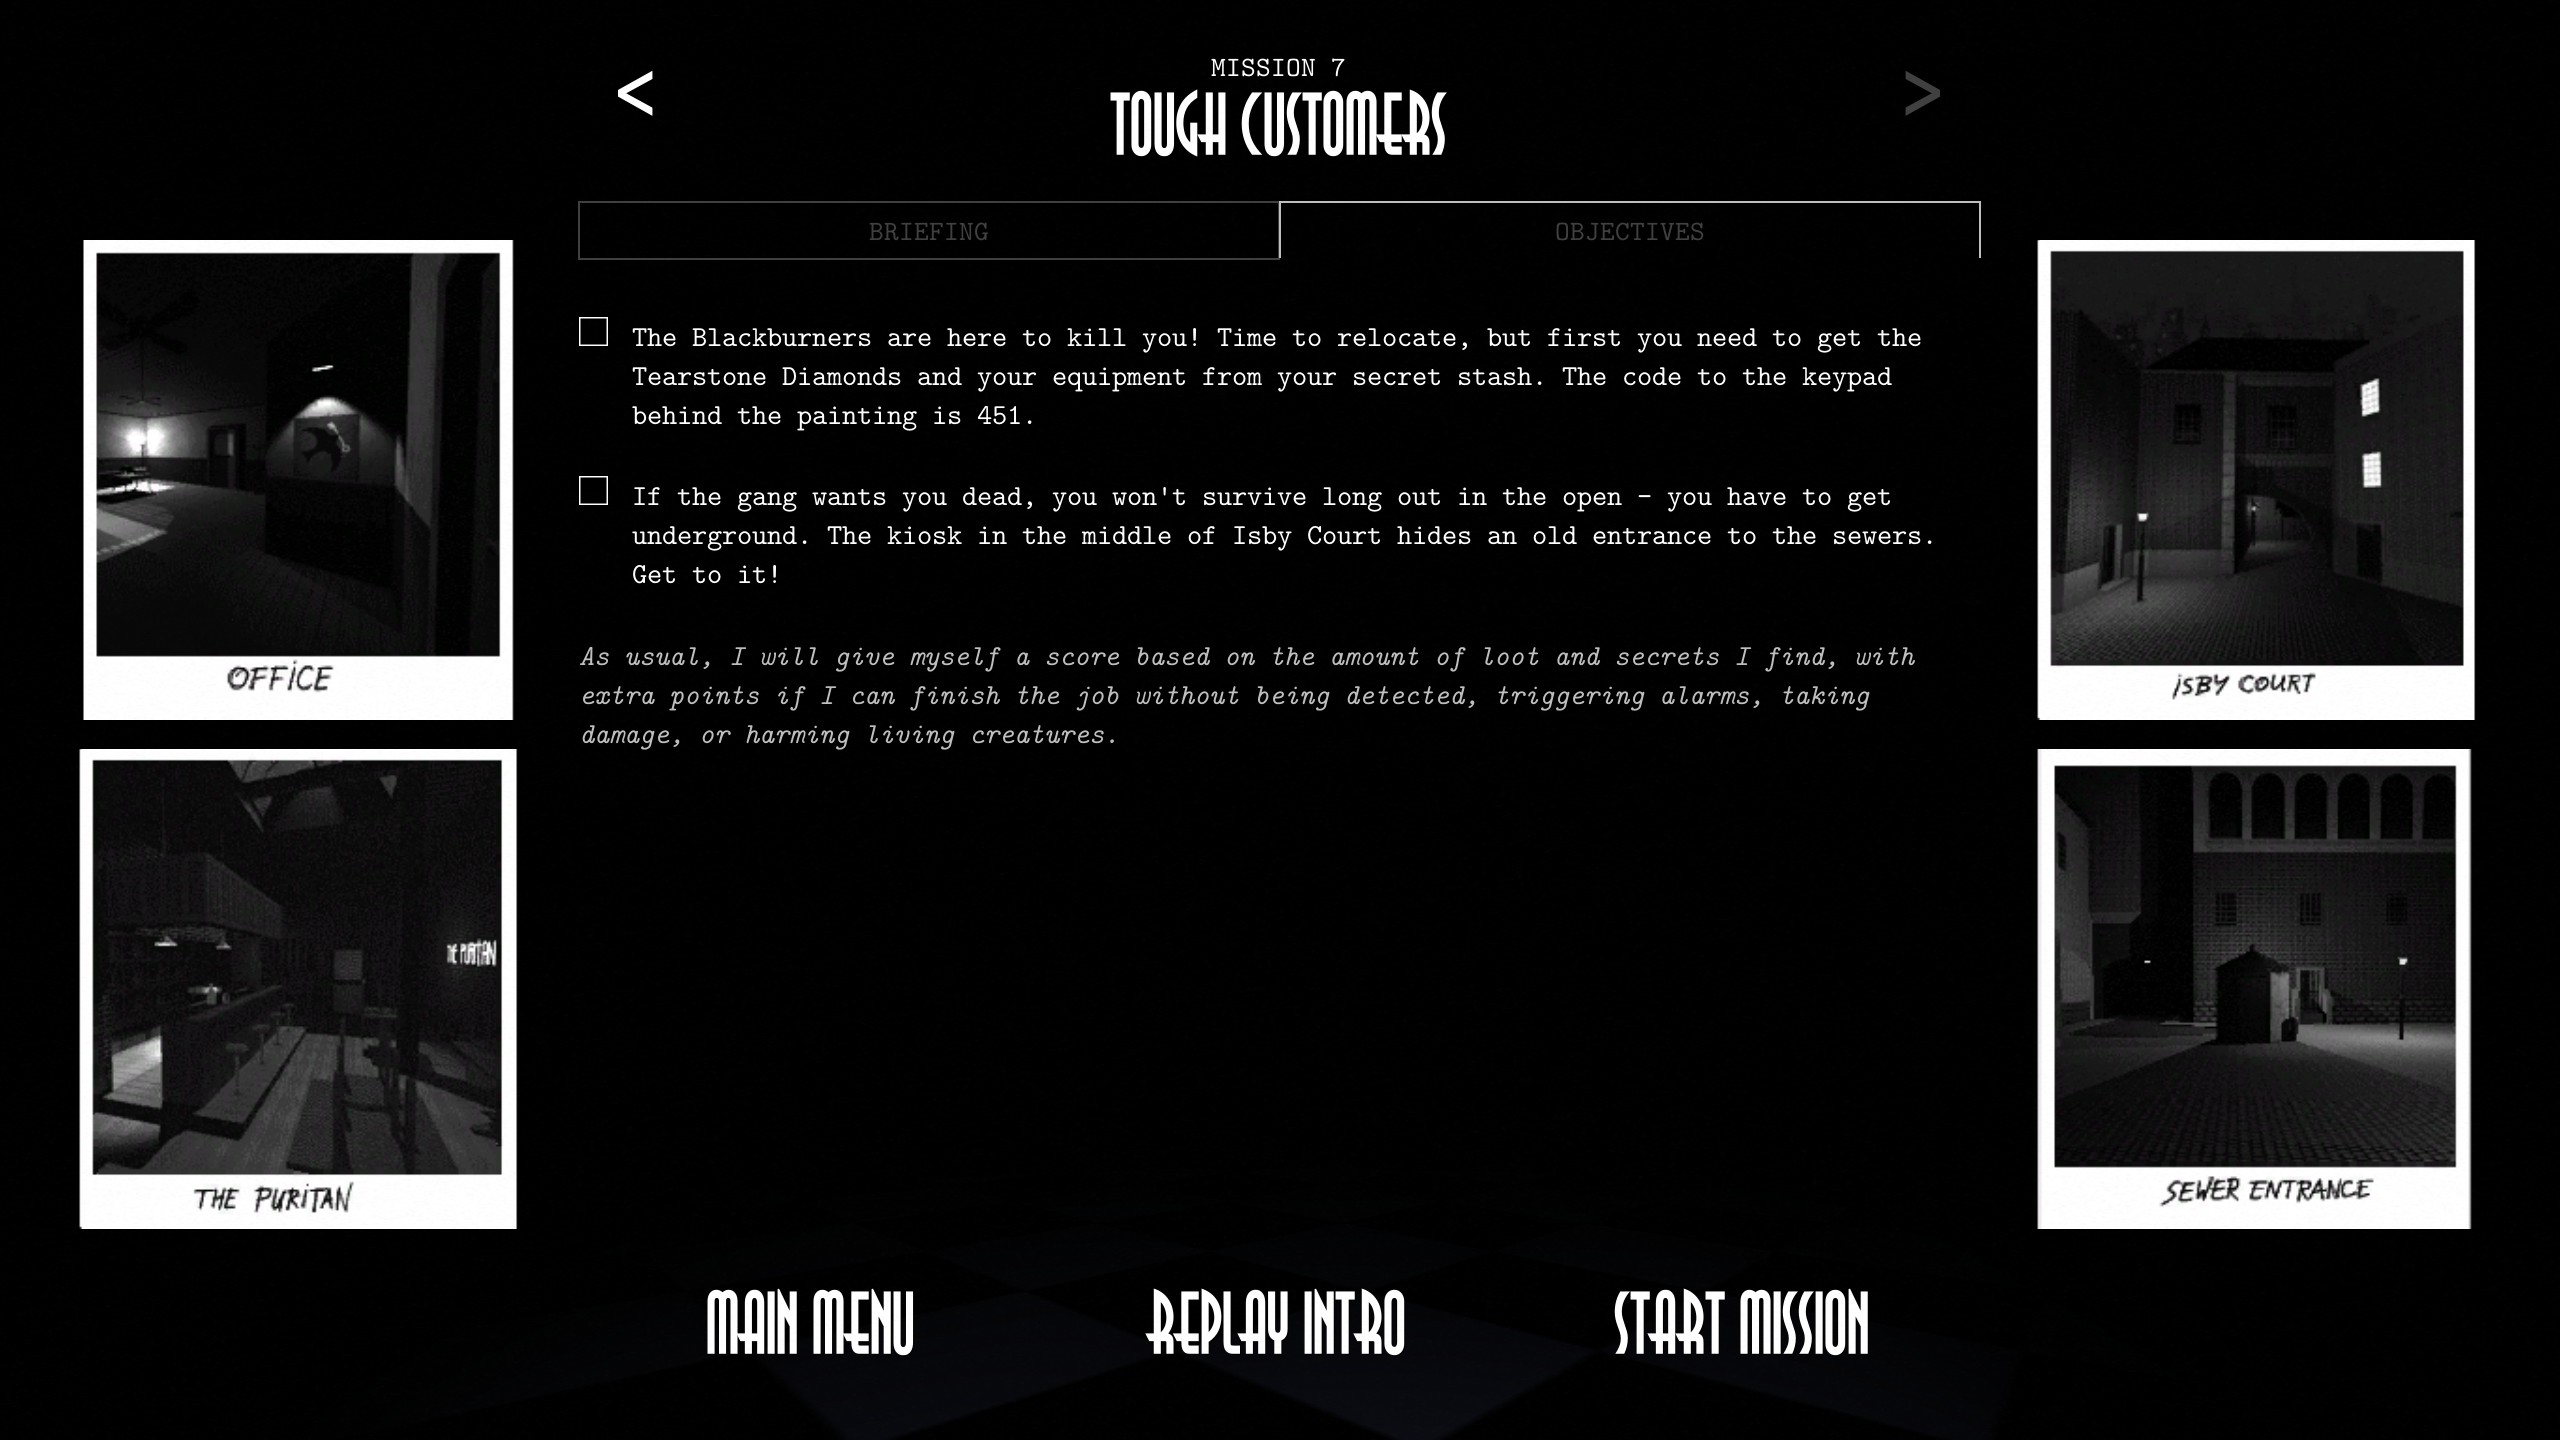 <
MISSION 7
TOUGH CUSTOMERS
>
BRIEFING
OBJECTIVES
The Blackburners are here to kill you! Time to relocate, but first you need to get the
Tearstone Diamonds and your equipment from your secret stash. The code to the keypad
behind the painting is 451.
If the gang wants you dead, you won't survive long out in the open - you have to get
underground. The kiosk in the middle of Isby Court hides an old entrance to the sewers.
Get to it!
As usual, I will give myself a score based on the amount of loot and secrets I find, with
extra points if I can finish the job without being detected, triggering alarms, taking
damage, or harming living creatures.
OFFICE
THE PURITAN
THE PURITAN
ISBY COURT
SEWER ENTRANCE
MAIN MENU
REPLAY INTRO
START MISSION